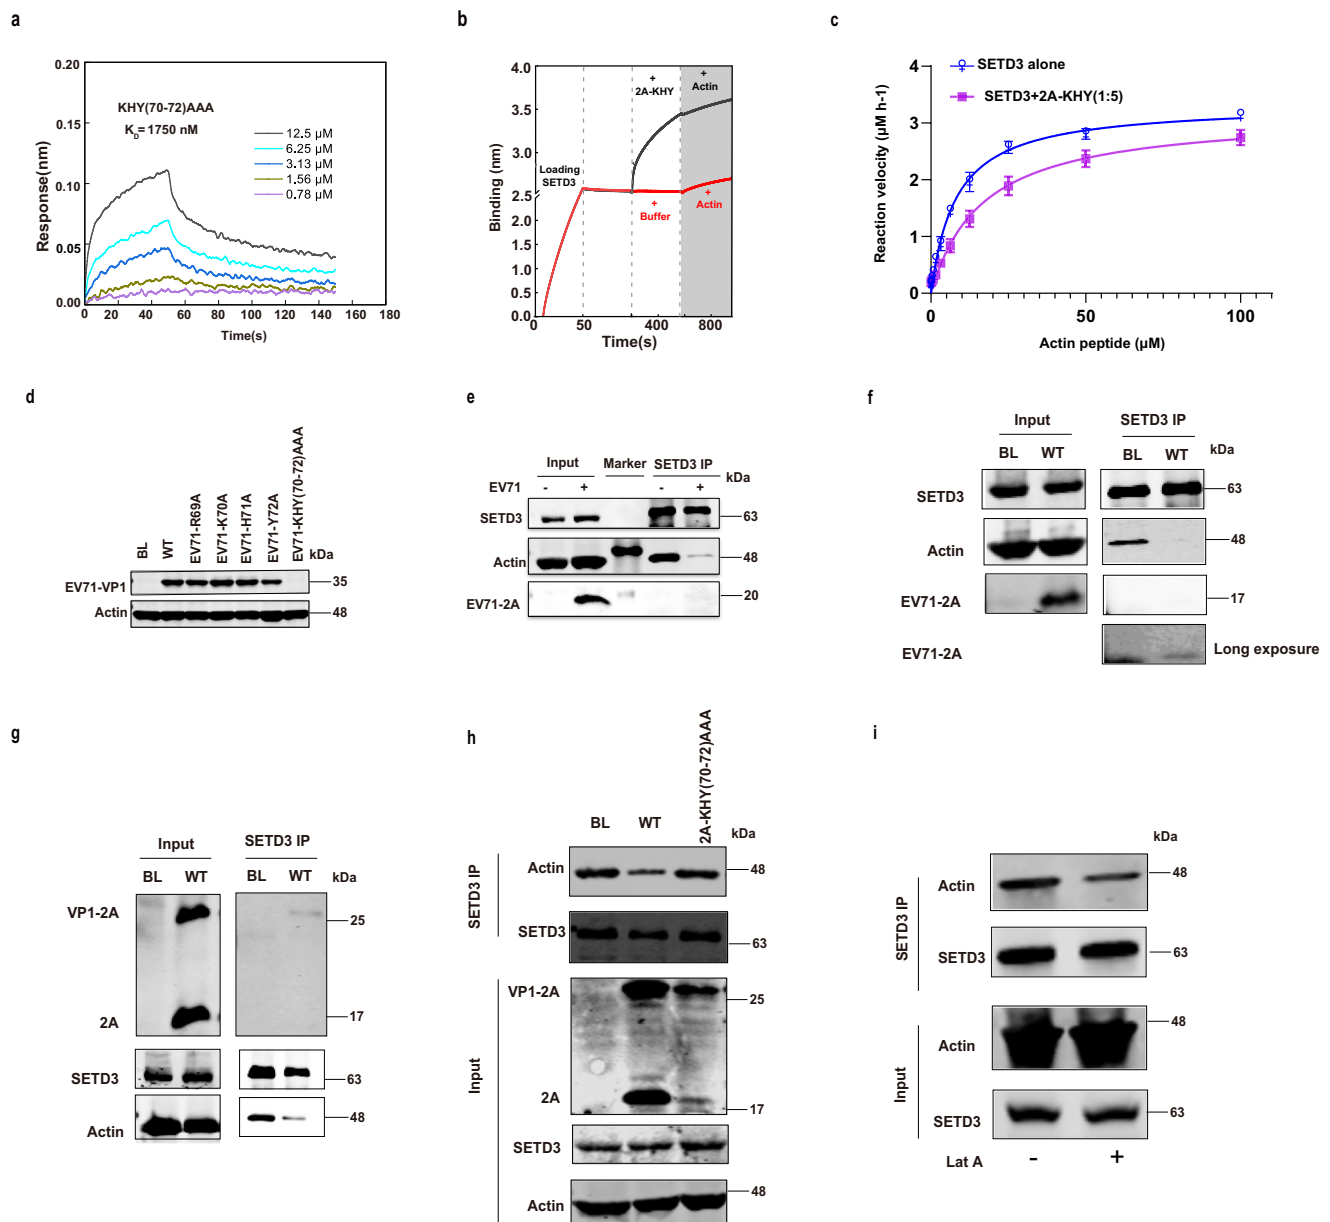 a
0.20
0.15
0.10
0.05
0.00
Response(nm)
KHY(70-72)AAA
KD= 1750 nM
12.5 µM
6.25 µM
3.13 µM
1.56 µM
0.78 µM
0 20 40 60 80 100 120 140 160 180
Time(s)
b
4.0
3.5
3.0
2.5
2.0
1.5
1.0
0.5
0.0
Binding (nm)
Loading
SETD3
+
2A-KHY
+
Actin
+
Buffer
+
Actin
0 50 400 800
Time(s)
c
4
3
2
1
0
Reaction velocity (µM h-1)
SETD3 alone
SETD3+2A-KHY(1:5)
0 50 100
Actin peptide (µM)
d
BL
WT
EV71-R69A
EV71-K70A
EV71-H71A
EV71-Y72A
EV71-KHY(70-72)AAA
kDa
EV71-VP1 35
Actin 48
e
Input Marker SETD3 IP
kDa
EV71 - + - +
SETD3 63
Actin 48
EV71-2A 20
f
Input SETD3 IP
BL WT BL WT kDa
SETD3 63
Actin 48
EV71-2A 17
EV71-2A Long exposure
g
Input SETD3 IP
BL WT BL WT kDa
VP1-2A 25
2A 17
SETD3 63
Actin 48
h
BL WT 2A-KHY(70-72)AAA
kDa
SETD3 IP
Actin 48
SETD3 63
Input
VP1-2A 25
2A 17
SETD3
Actin 48
i
kDa
SETD3 IP
Actin 48
SETD3 63
Input
Actin 48
SETD3 63
Lat A - +